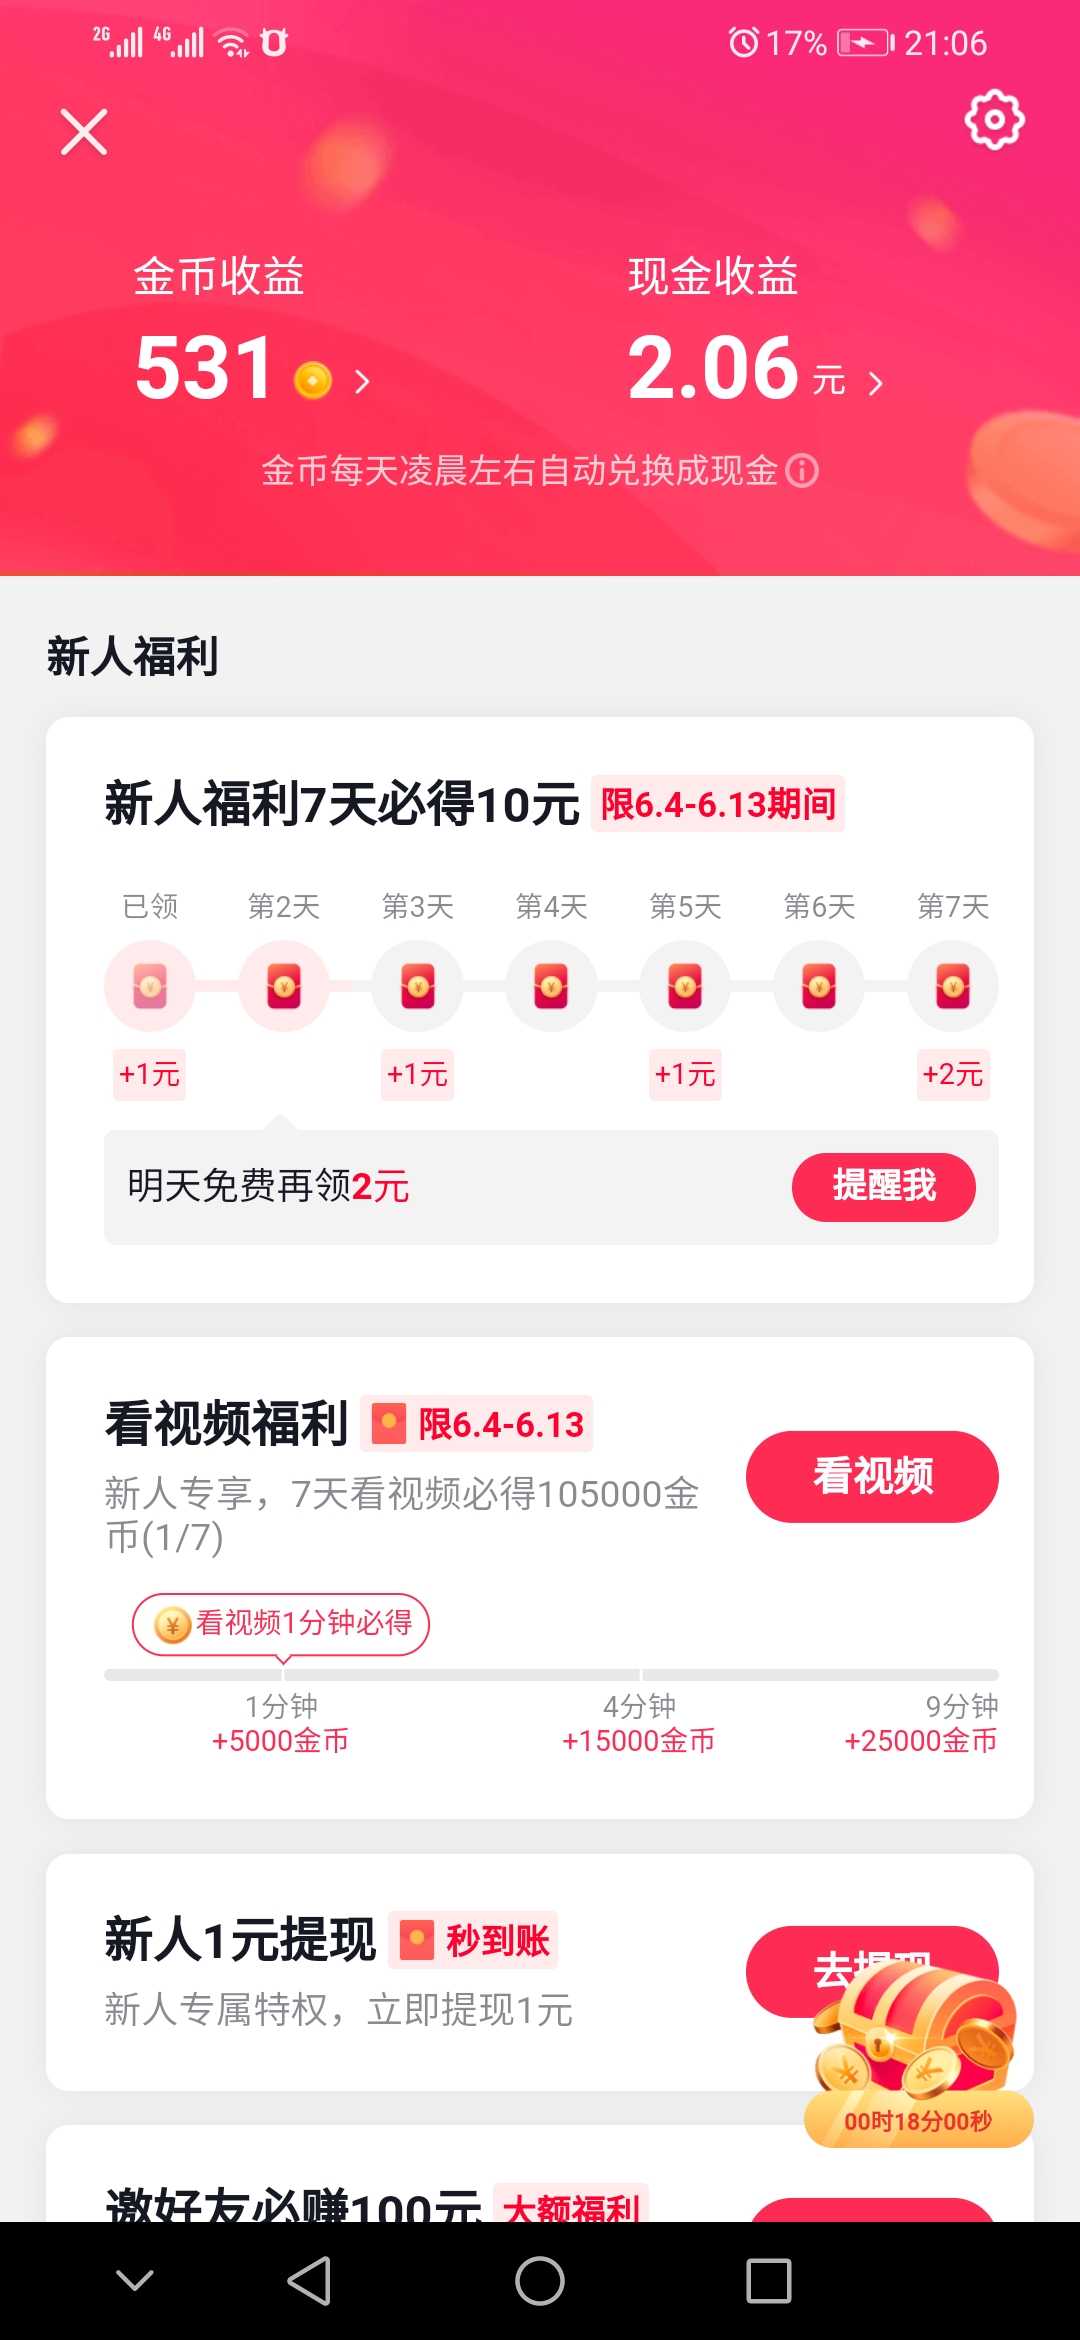 2G 4G 17% 21:06
金币收益 现金收益
531 2.06元
金币每天凌晨左右自动兑换成现金
新人福利
新人福利7天必得10元 限6.4-6.13期间
已领 第2天 第3天 第4天 第5天 第6天 第7天
+1元 +1元 +1元 +2元
明天免费再领2元 提醒我
看视频福利 限6.4-6.13
看视频
新人专享，7天看视频必得105000金
币(1/7)
看视频1分钟必得
1分钟 4分钟 9分钟
+5000金币 +15000金币 +25000金币
新人1元提现 秒到账
去提现
新人专属特权，立即提现1元
00时18分00秒
邀好友必赚100元 大额福利